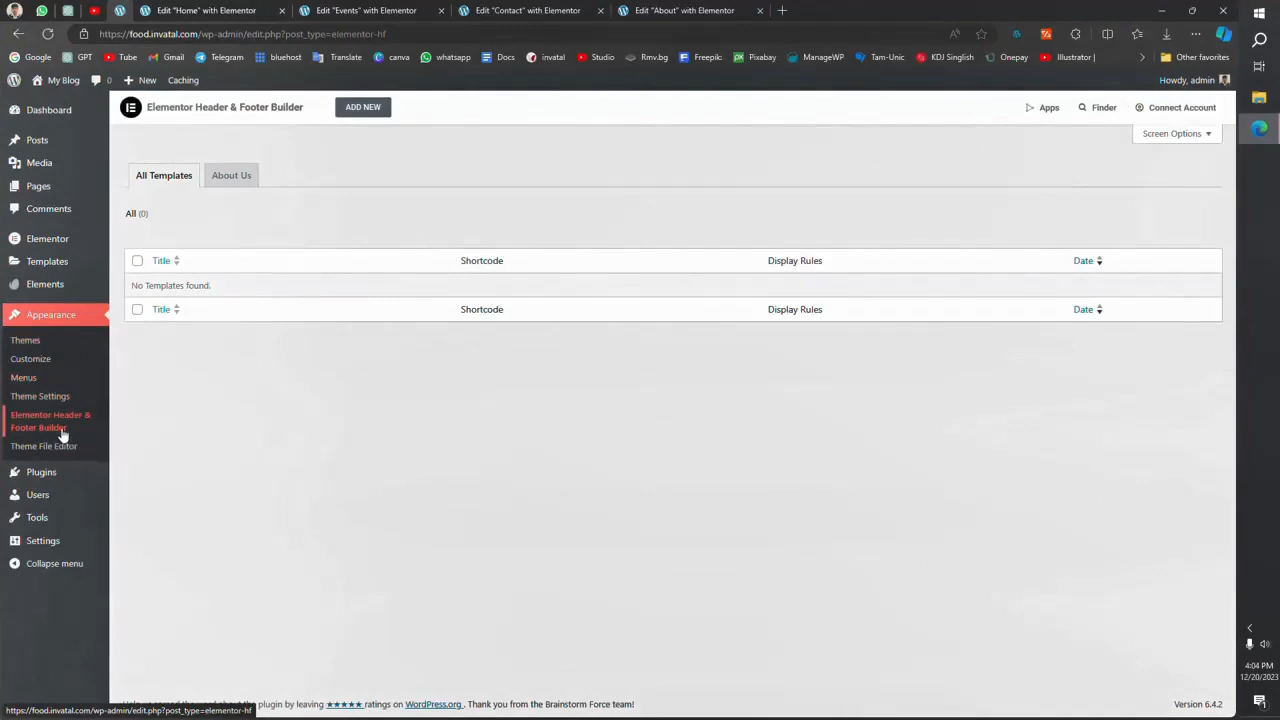 Edit "Home" with Elementor
Edit "Events" with Elementor
Edit "Contact" with Elementor
Edit "About" with Elementor
https://food.invatal.com/wp-admin/edit.php?post_type=elementor-hf
Google
GPT
Tube
Gmail
Telegram
bluehost
Translate
canva
whatsapp
Docs
invatal
Studio
Rmv.bg
Freepik:
Pixabay
ManageWP
Tam-Unic
KDJ Singlish
Onepay
Illustrator |
Other favorites
My Blog
0
New
Caching
Howdy, admin
Dashboard
Posts
Media
Pages
Comments
Elementor
Templates
Elements
Appearance
Themes
Customize
Menus
Theme Settings
Elementor Header &
Footer Builder
Theme File Editor
Plugins
Users
Tools
Settings
Collapse menu
Elementor Header & Footer Builder
ADD NEW
Apps
Finder
Connect Account
Screen Options
All Templates
About Us
All (0)
Title
Shortcode
Display Rules
Date
No Templates found.
Title
Shortcode
Display Rules
Date
the plugin by leaving ★★★★★ ratings on WordPress.org . Thank you from the Brainstorm Force team!
Version 6.4.2
https://food.invatal.com/wp-admin/edit.php?post_type=elementor-hf
4:04 PM
12/20/2023